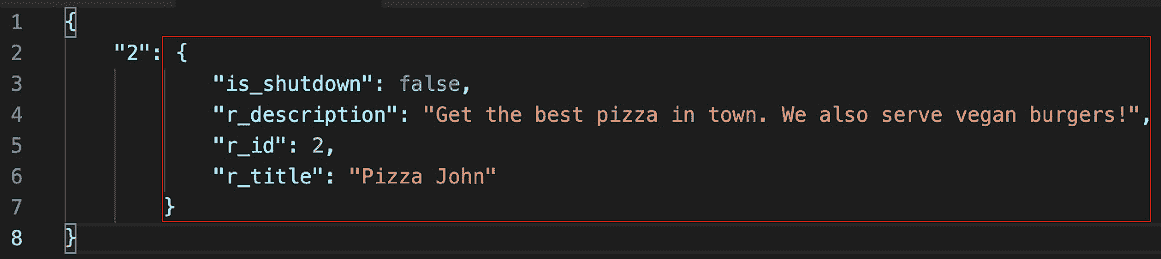 1 {
2 "2": {
3 "is_shutdown": false,
4 "r_description": "Get the best pizza in town. We also serve vegan burgers!",
5 "r_id": 2,
6 "r_title": "Pizza John"
7 }
8 }